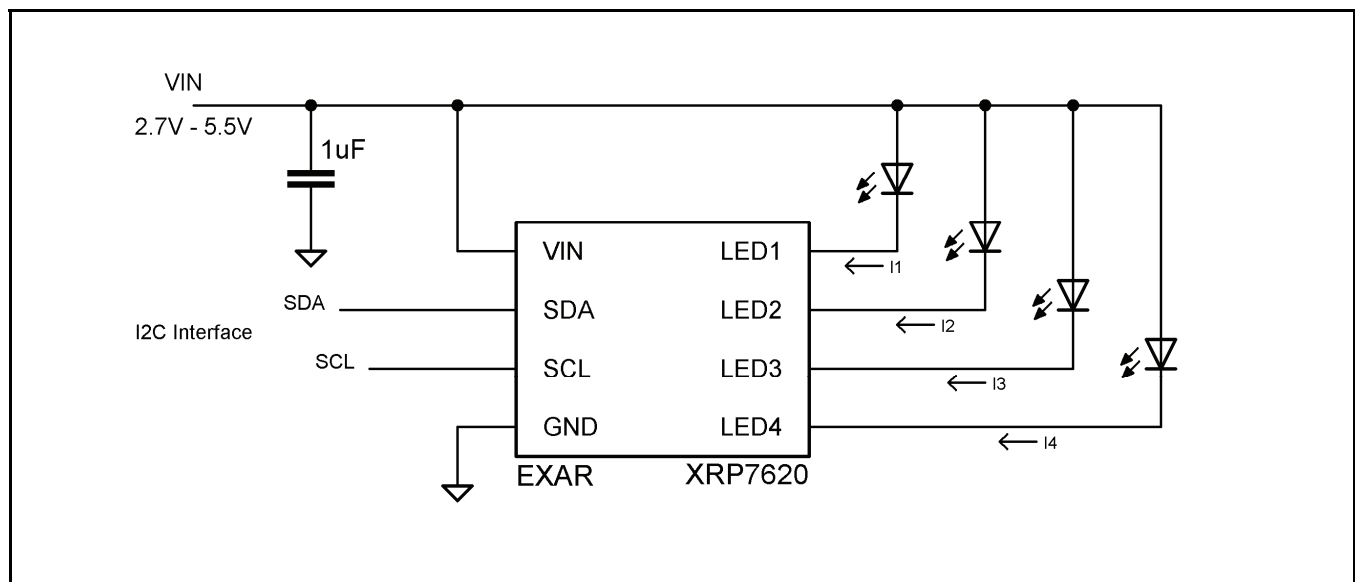 VIN
2.7V - 5.5V
1uF
VIN
LED1
I1
SDA
SDA
LED2
I2
I2C Interface
SCL
SCL
LED3
I3
GND
LED4
I4
EXAR
XRP7620